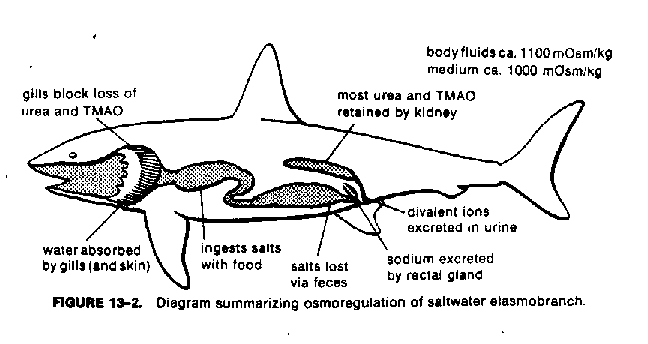 body fluids ca. 1100 mOsm/kg
medium ca. 1000 mOsm/kg
gills block loss of
urea and TMAO
most urea and TMAO
retained by kidney
divalent ions
excreted in urine
water absorbed
by gills (and skin)
ingests salts
with food
salts lost
via feces
sodium excreted
by rectal gland
FIGURE 13-2. Diagram summarizing osmoregulation of saltwater elasmobranch.